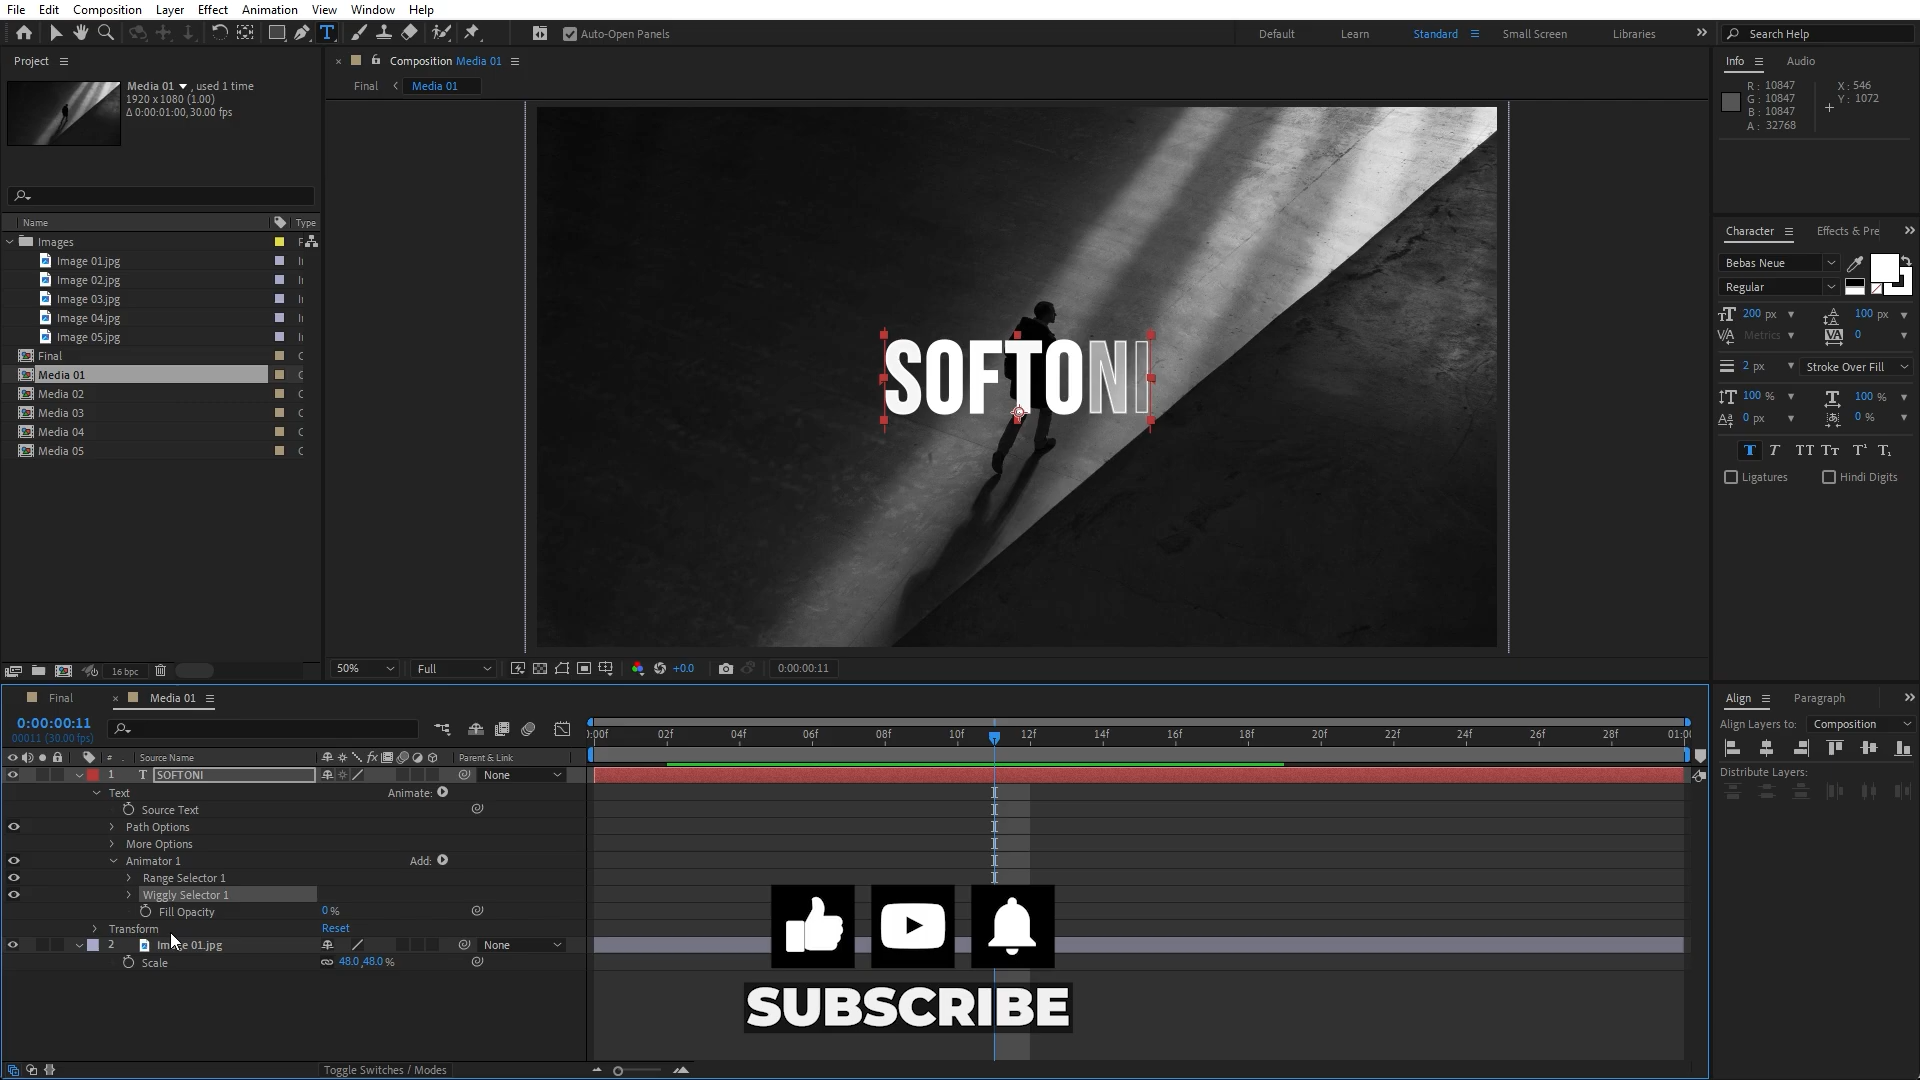 File Edit Composition Layer Effect Animation View Window Help
Auto-Open Panels
Default Learn Standard Small Screen Libraries
Search Help
Project
Media 01 , used 1 time
1920 x 1080 (1.00)
Δ 0:00:01:00, 30.00 fps
Composition Media 01
Final Media 01
Name Type
Images
Image 01.jpg
Image 02.jpg
Image 03.jpg
Image 04.jpg
Image 05.jpg
Final
Media 01
Media 02
Media 03
Media 04
Media 05
16 bpc
SOFTONI
50% Full +0.0 0:00:00:11
Info Audio
R : 10847
G : 10847
B : 10847
A : 32768
X : 546
Y : 1072
Character Effects & Pre
Bebas Neue
Regular
200 px 100 px
Metrics 0
2 px Stroke Over Fill
100 % 100 %
0 px 0 %
Ligatures Hindi Digits
Align Paragraph
Align Layers to: Composition
Distribute Layers:
Final Media 01
0:00:00:11
00011 (30.00 fps)
:00f 02f 04f 06f 08f 10f 12f 14f 16f 18f 20f 22f 24f 26f 28f 01:00
# Source Name Parent & Link
1 T SOFTONI None
Text Animate:
Source Text
Path Options
More Options
Animator 1 Add:
Range Selector 1
Wiggly Selector 1
Fill Opacity 0 %
Transform Reset
2 Image 01.jpg None
Scale 48.0,48.0 %
SUBSCRIBE
Toggle Switches / Modes